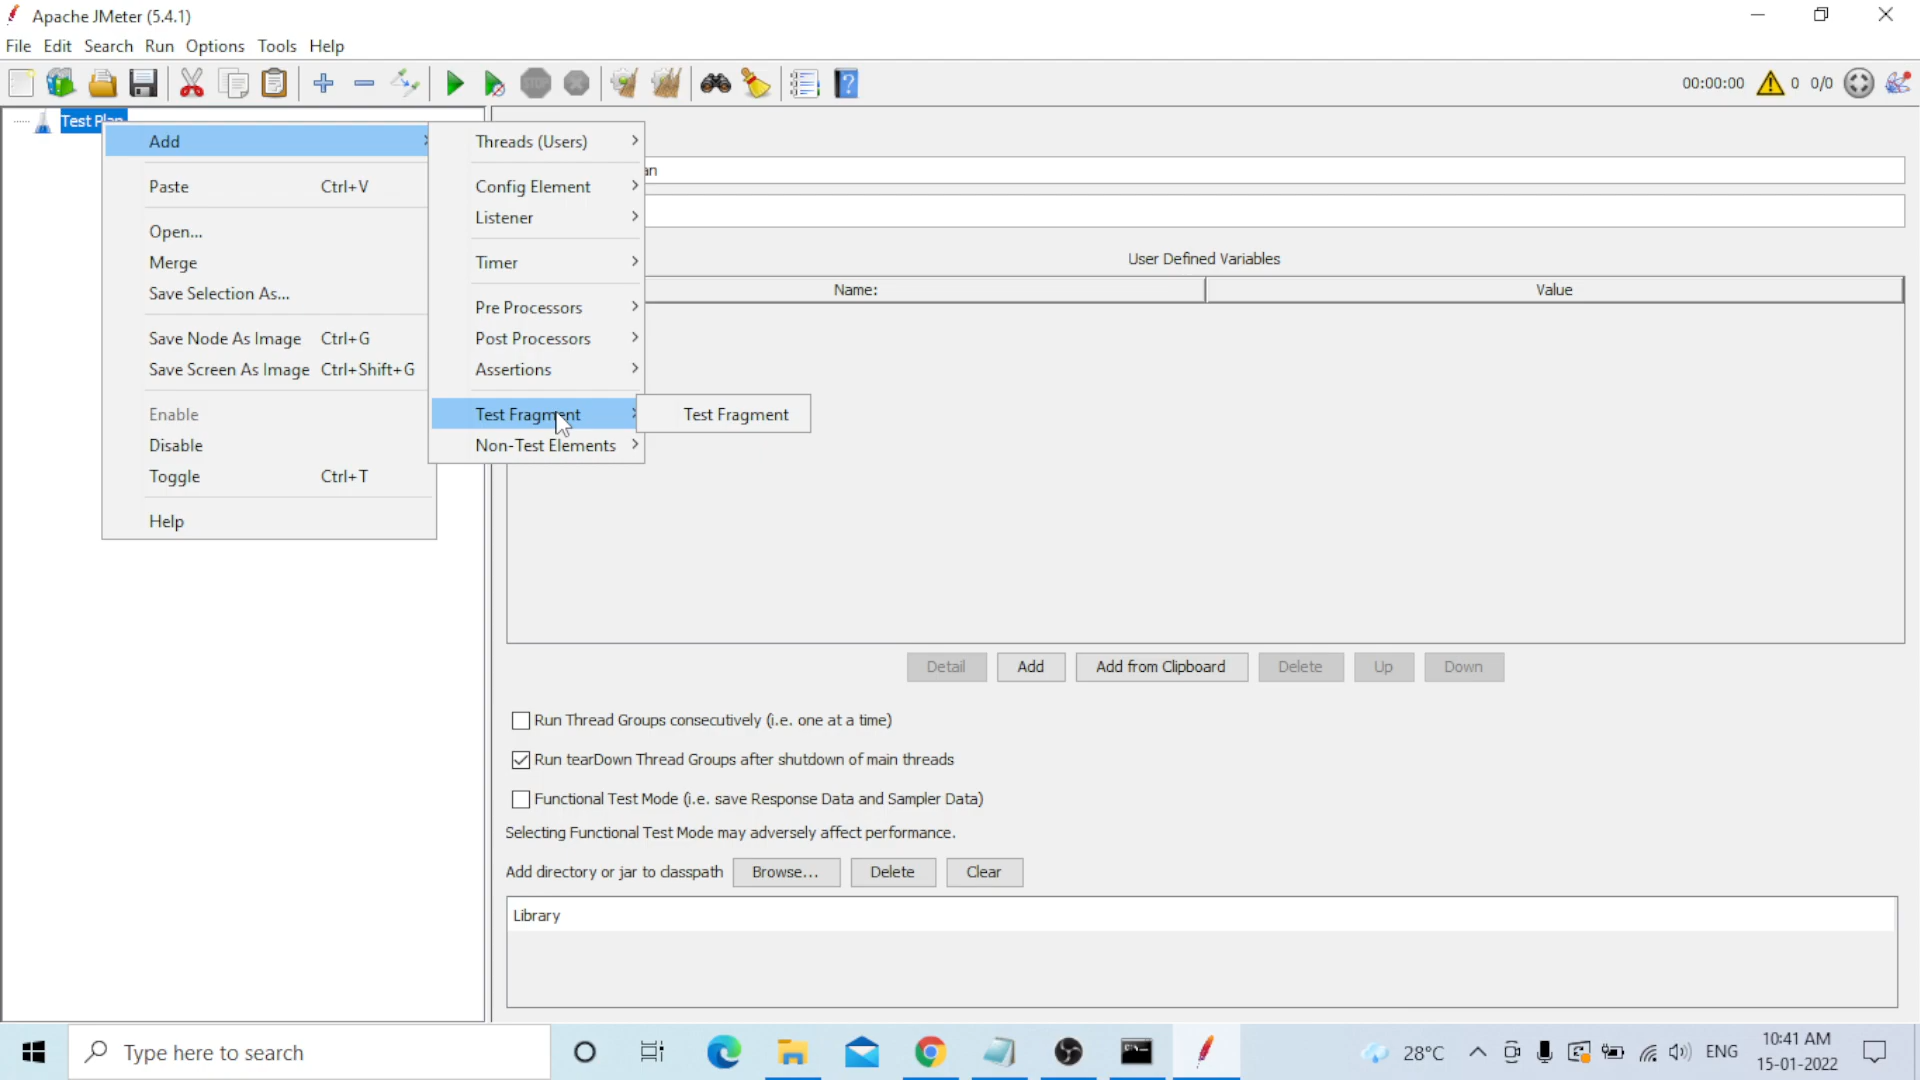 Apache JMeter (5.4.1)
File Edit Search Run Options Tools Help
STOP
00:00:00 0 0/0
Test Plan
Add
Paste Ctrl+V
Open...
Merge
Save Selection As...
Save Node As Image Ctrl+G
Save Screen As Image Ctrl+Shift+G
Enable
Disable
Toggle Ctrl+T
Help
Threads (Users)
Config Element
Listener
Timer
Pre Processors
Post Processors
Assertions
Test Fragment
Non-Test Elements
Test Fragment
an
User Defined Variables
Name: Value
Detail Add Add from Clipboard Delete Up Down
Run Thread Groups consecutively (i.e. one at a time)
Run tearDown Thread Groups after shutdown of main threads
Functional Test Mode (i.e. save Response Data and Sampler Data)
Selecting Functional Test Mode may adversely affect performance.
Add directory or jar to classpath Browse... Delete Clear
Library
Type here to search
28°C ENG
10:41 AM
15-01-2022